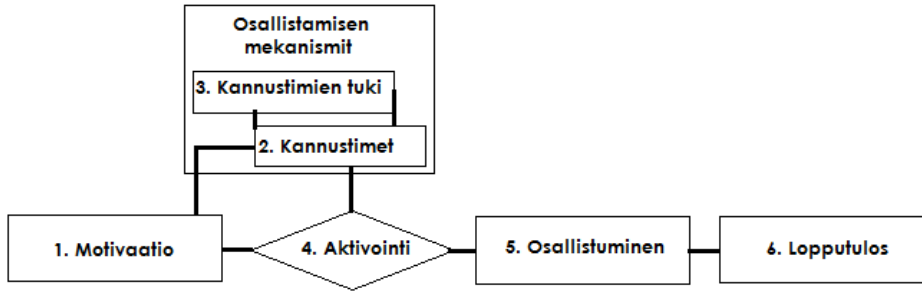 Osallistamisen
mekanismit
3. Kannustimien tuki
2. Kannustimet
1. Motivaatio
4. Aktivointi
5. Osallistuminen
6. Lopputulos